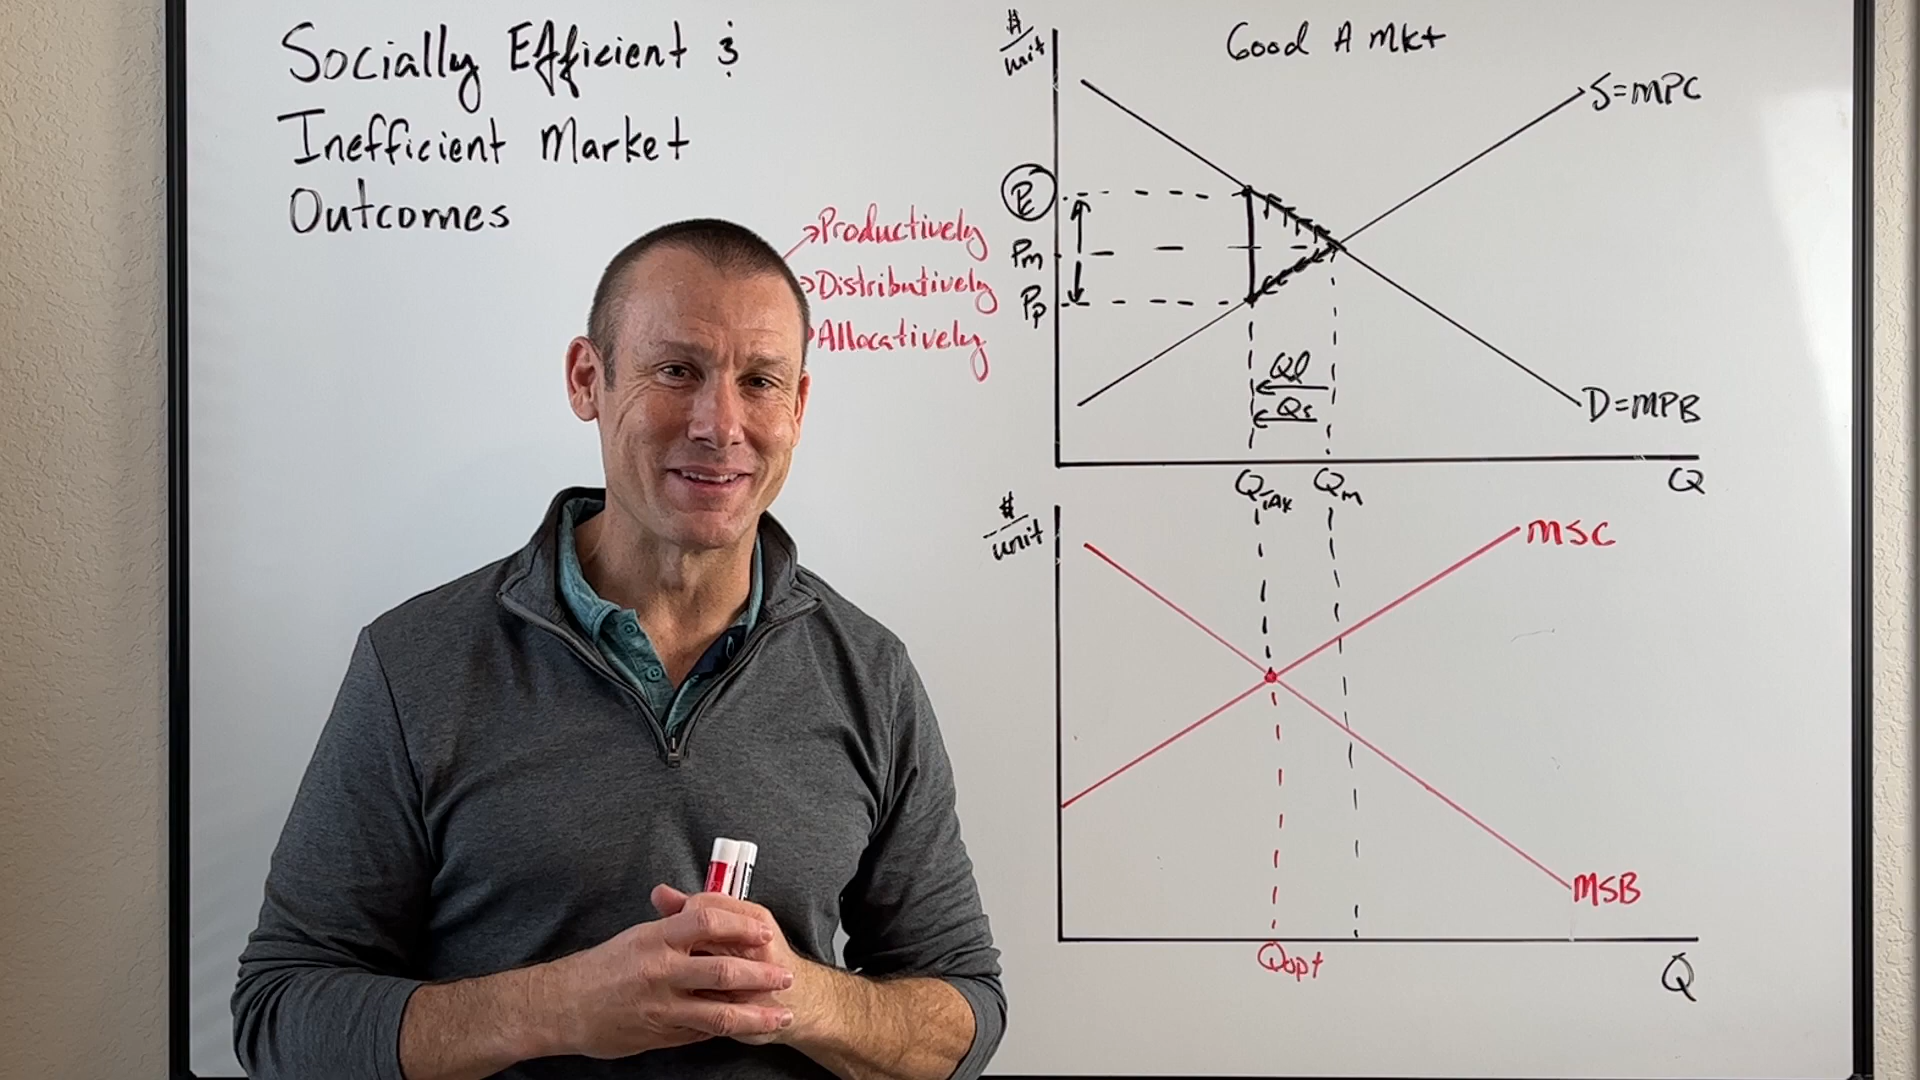 Socially Efficient &
Inefficient Market
Outcomes
Productively
Distributively
Allocatively
$/unit
Good A Mkt
S=MPC
Pm
Pp
Qd
Qs
D=MPB
QTax
Qm
Q
$/unit
MSC
MSB
Qopt
Q